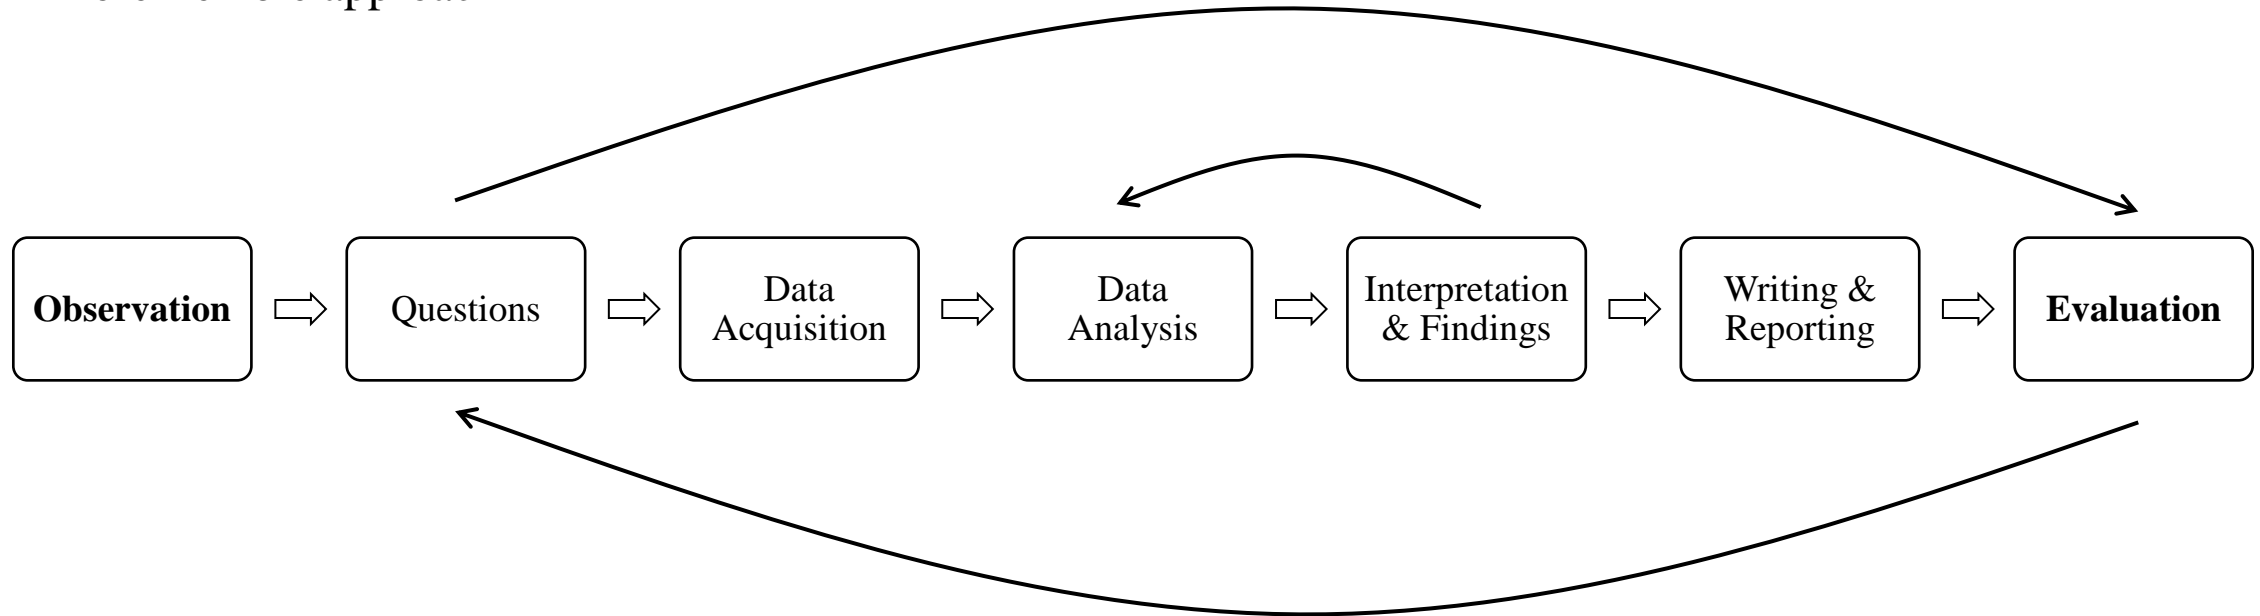 Observation
Questions
Data
Acquisition
Data
Analysis
Interpretation
& Findings
Writing &
Reporting
Evaluation